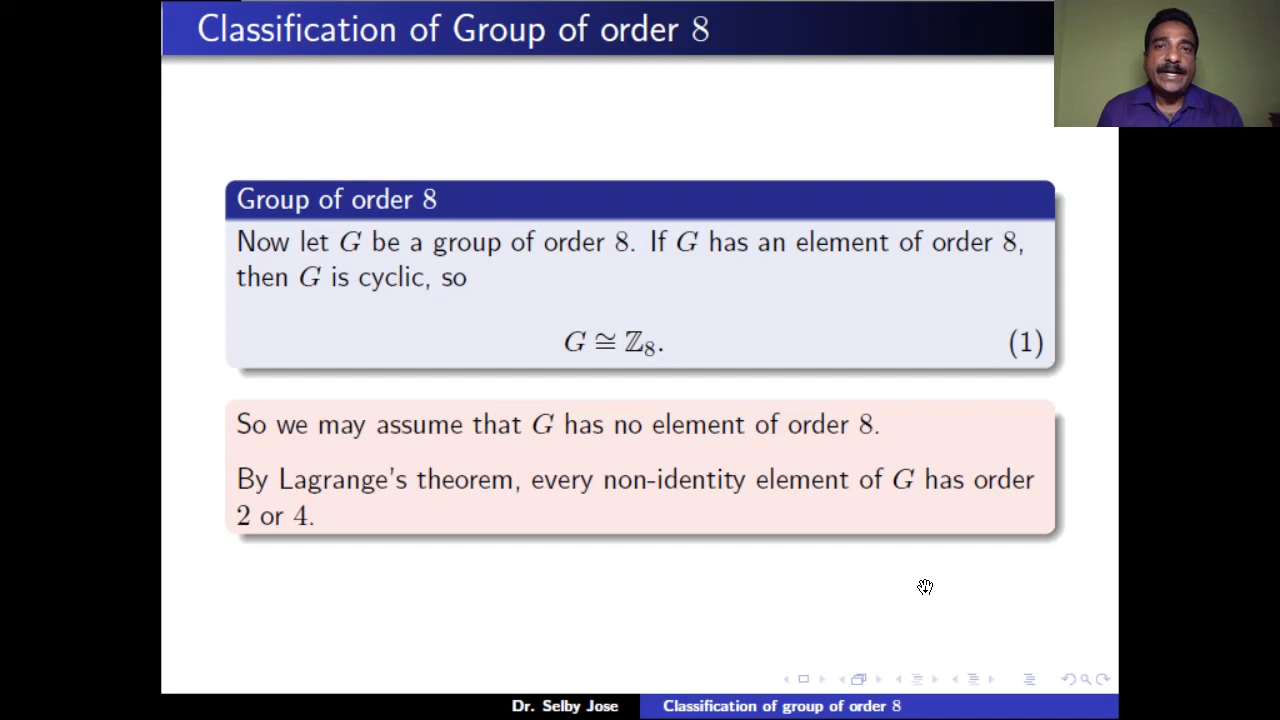 Classification of Group of order 8
Group of order 8
Now let G be a group of order 8. If G has an element of order 8,
then G is cyclic, so
G ≅ ℤ₈. (1)
So we may assume that G has no element of order 8.
By Lagrange's theorem, every non-identity element of G has order
2 or 4.
Dr. Selby Jose Classification of group of order 8